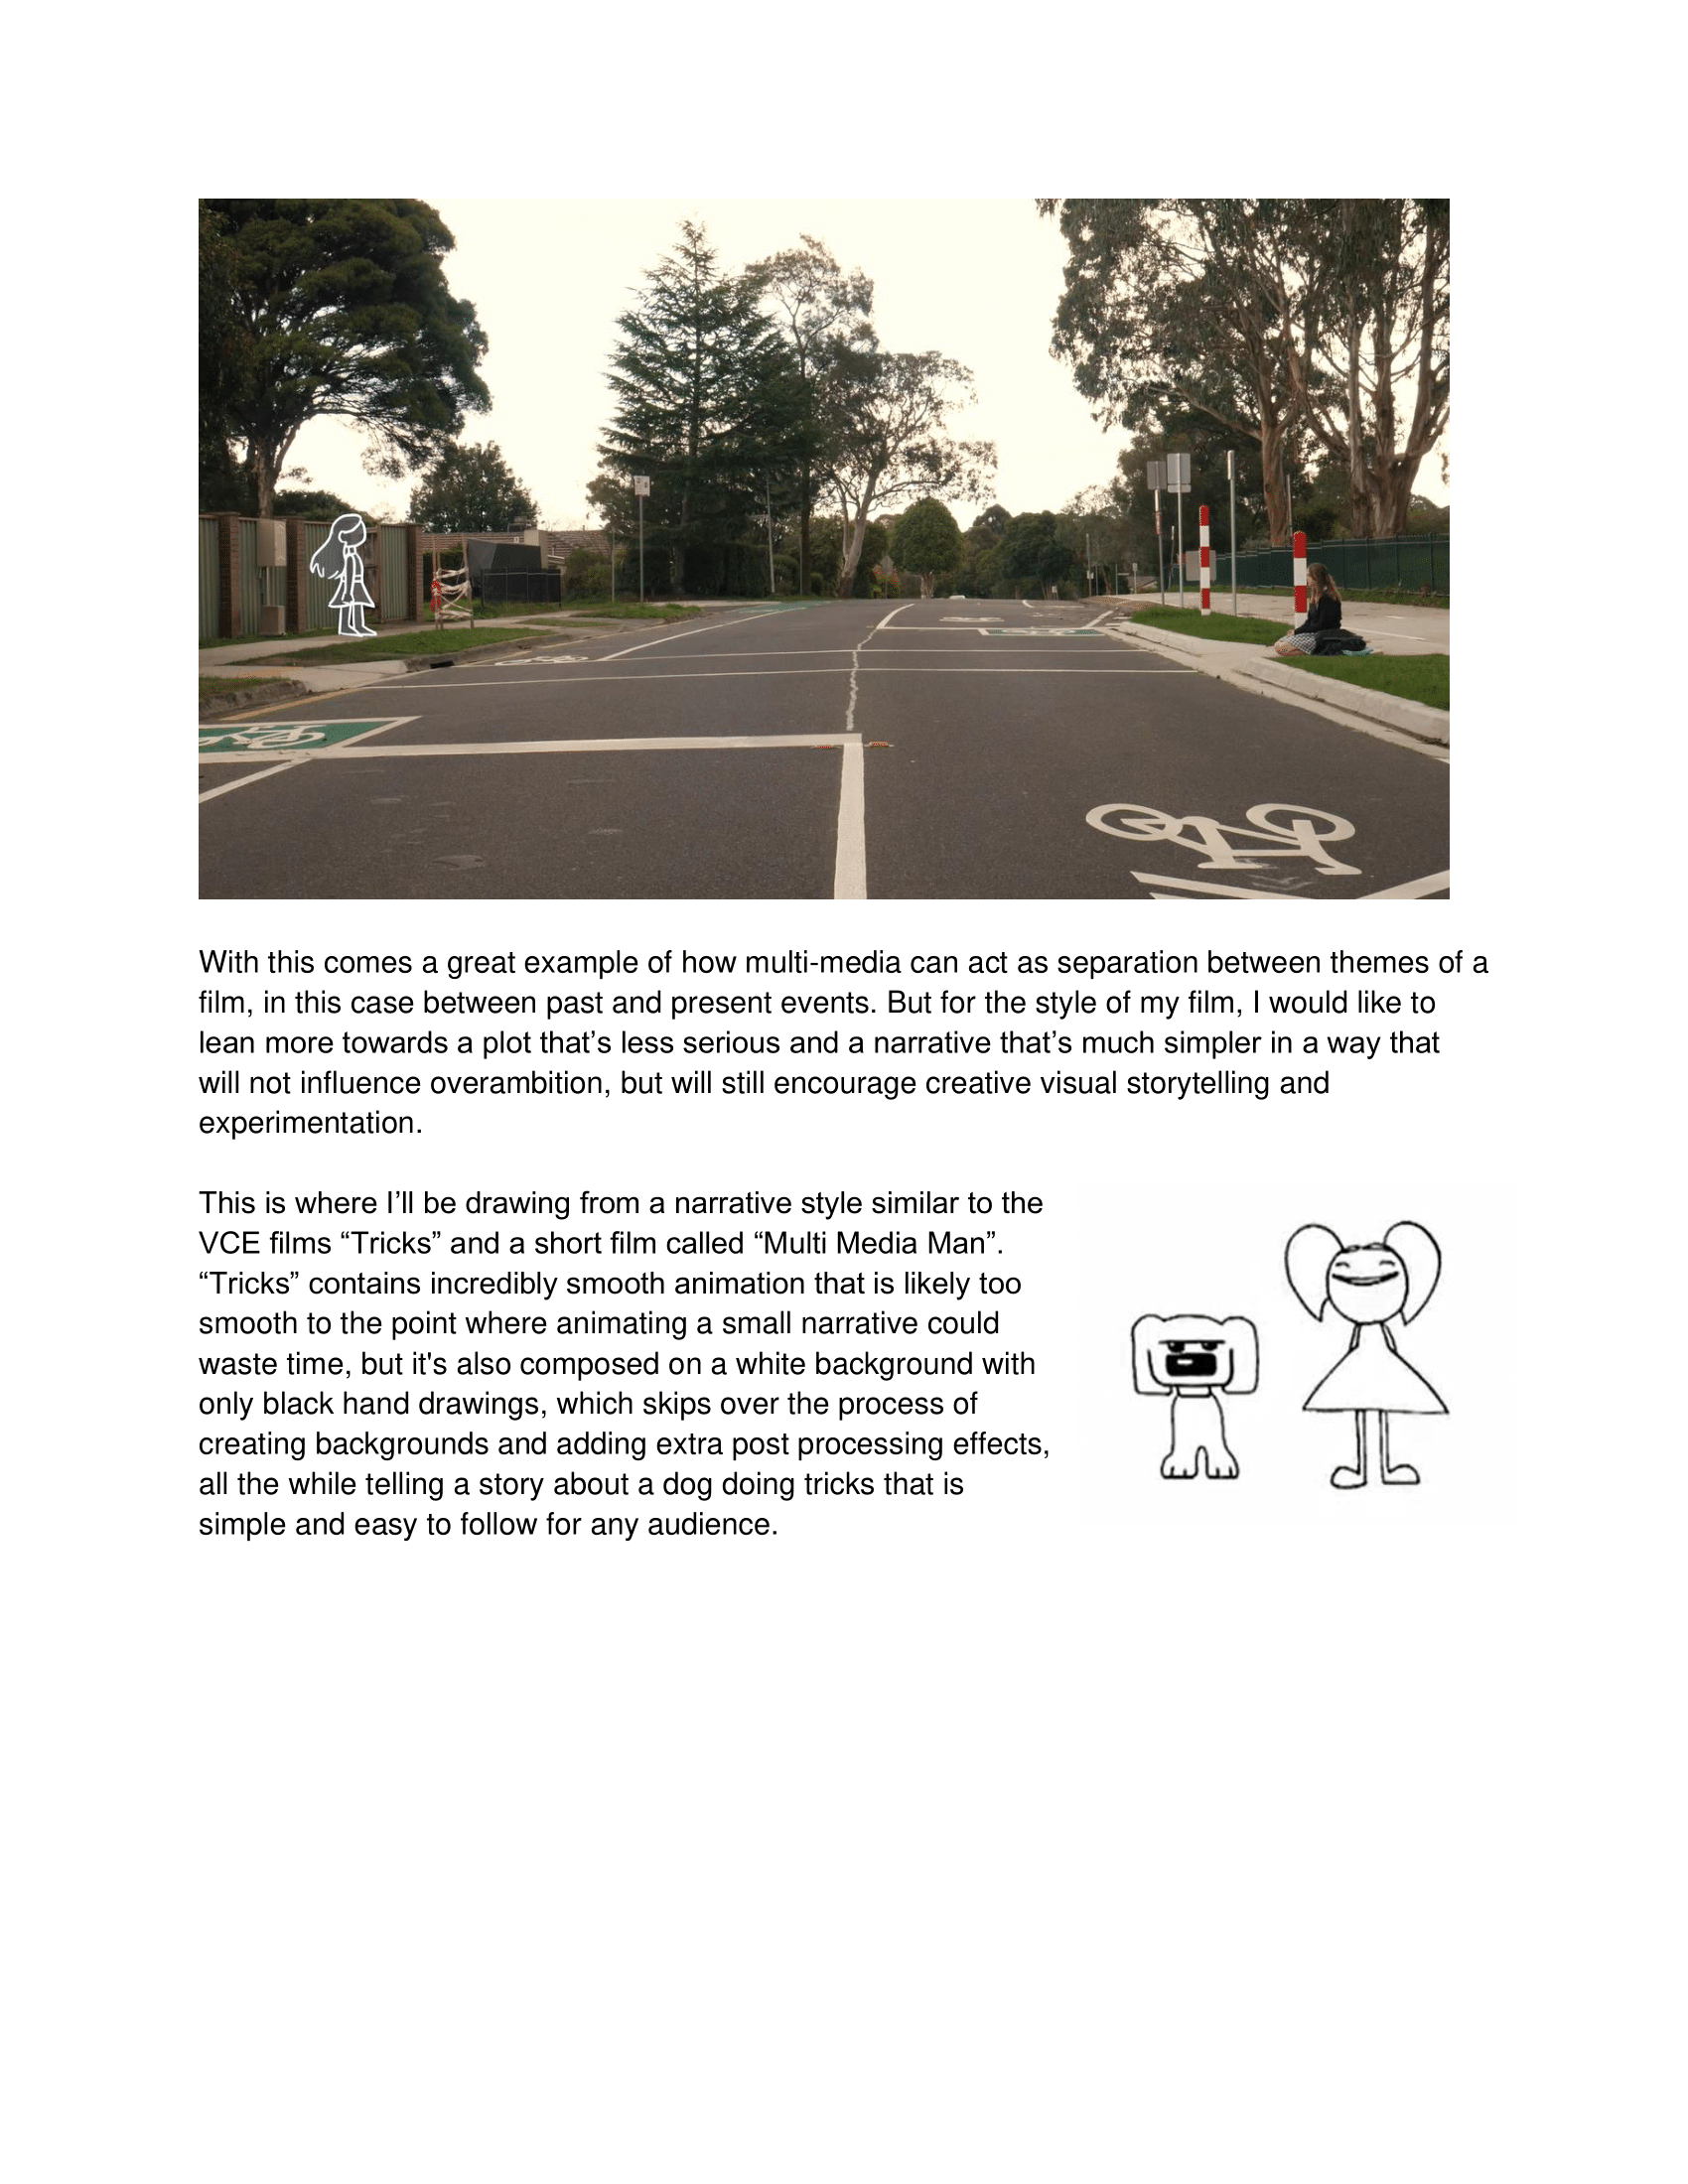 With this comes a great example of how multi-media can act as separation between themes of a
film, in this case between past and present events. But for the style of my film, I would like to
lean more towards a plot that’s less serious and a narrative that’s much simpler in a way that
will not influence overambition, but will still encourage creative visual storytelling and
experimentation.
This is where I’ll be drawing from a narrative style similar to the
VCE films “Tricks” and a short film called “Multi Media Man”.
“Tricks” contains incredibly smooth animation that is likely too
smooth to the point where animating a small narrative could
waste time, but it's also composed on a white background with
only black hand drawings, which skips over the process of
creating backgrounds and adding extra post processing effects,
all the while telling a story about a dog doing tricks that is
simple and easy to follow for any audience.